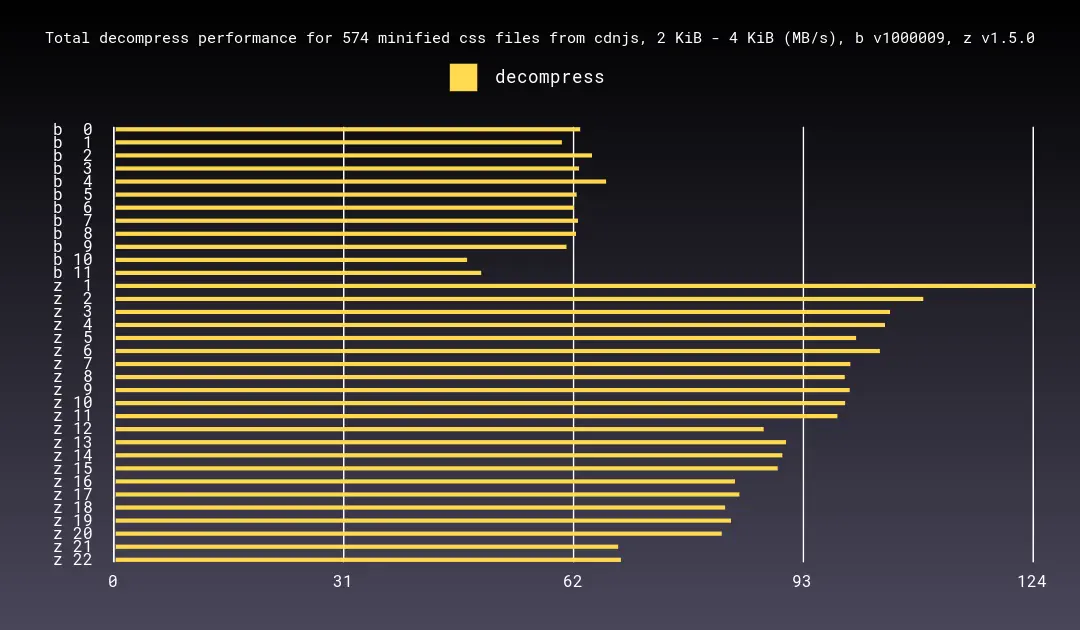 Total decompress performance for 574 minified css files from cdnjs, 2 KiB - 4 KiB (MB/s), b v1000009, z v1.5.0
decompress
b 0
b 1
b 2
b 3
b 4
b 5
b 6
b 7
b 8
b 9
b 10
b 11
z 1
z 2
z 3
z 4
z 5
z 6
z 7
z 8
z 9
z 10
z 11
z 12
z 13
z 14
z 15
z 16
z 17
z 18
z 19
z 20
z 21
z 22
0 31 62 93 124